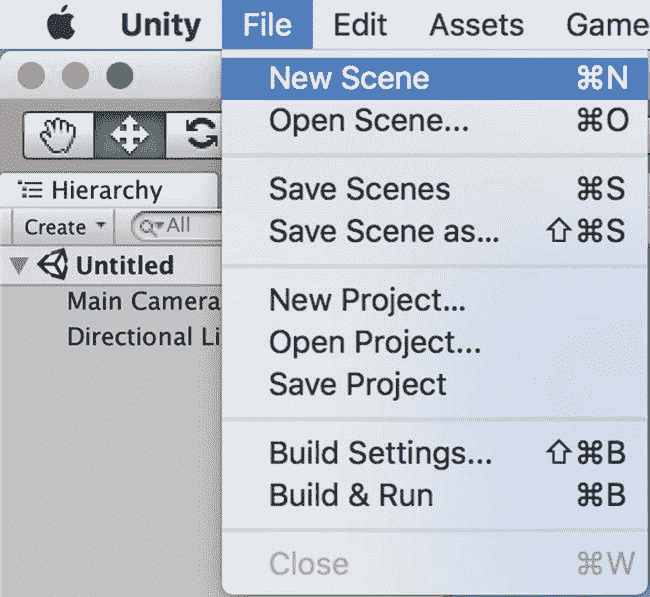 Unity File Edit Assets Game
New Scene ⌘N
Open Scene... ⌘O
Save Scenes ⌘S
Save Scene as... ⇧⌘S
New Project...
Open Project...
Save Project
Build Settings... ⇧⌘B
Build & Run ⌘B
Close ⌘W
Hierarchy
Create All
Untitled
Main Camera
Directional Li